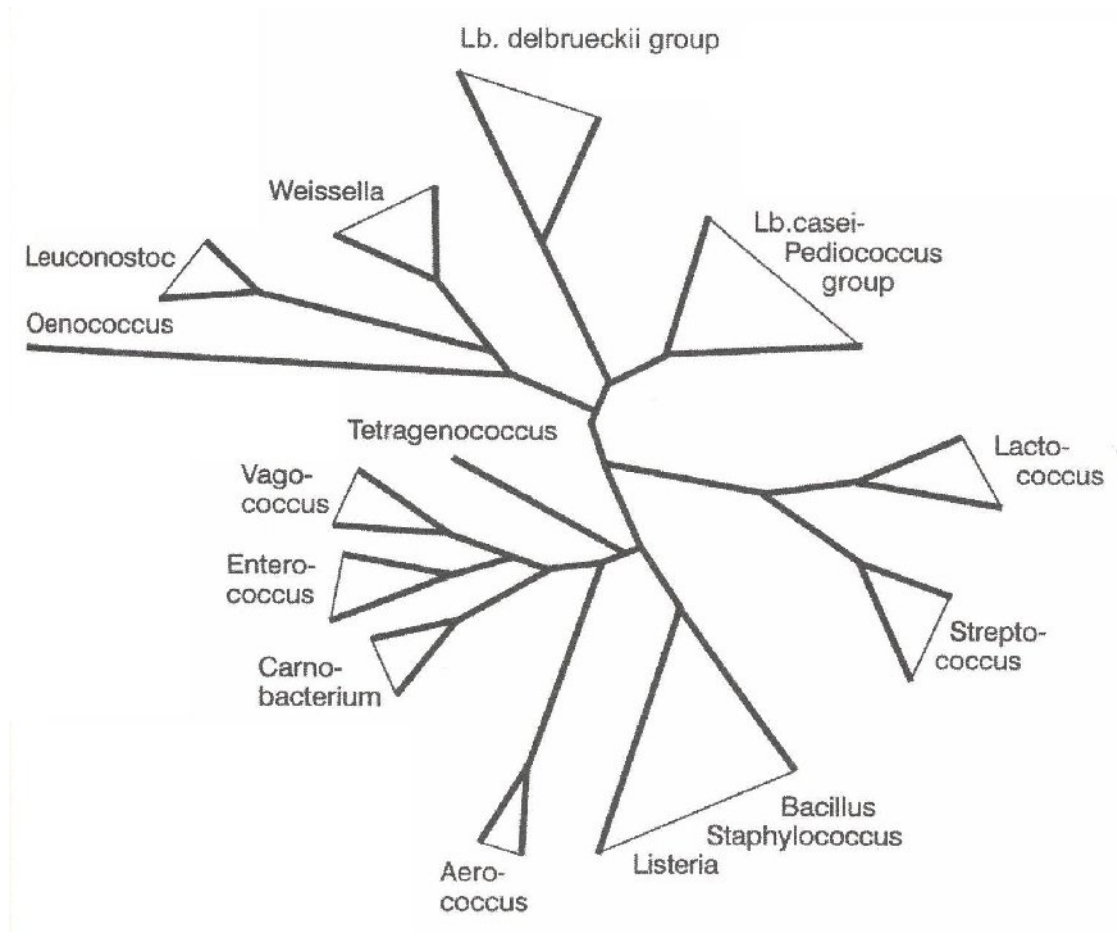 Lb. delbrueckii group
Weissella
Lb.casei-
Pediococcus
group
Leuconostoc
Oenococcus
Tetragenococcus
Lacto-
coccus
Vago-
coccus
Entero-
coccus
Strepto-
coccus
Carno-
bacterium
Bacillus
Staphylococcus
Listeria
Aero-
coccus